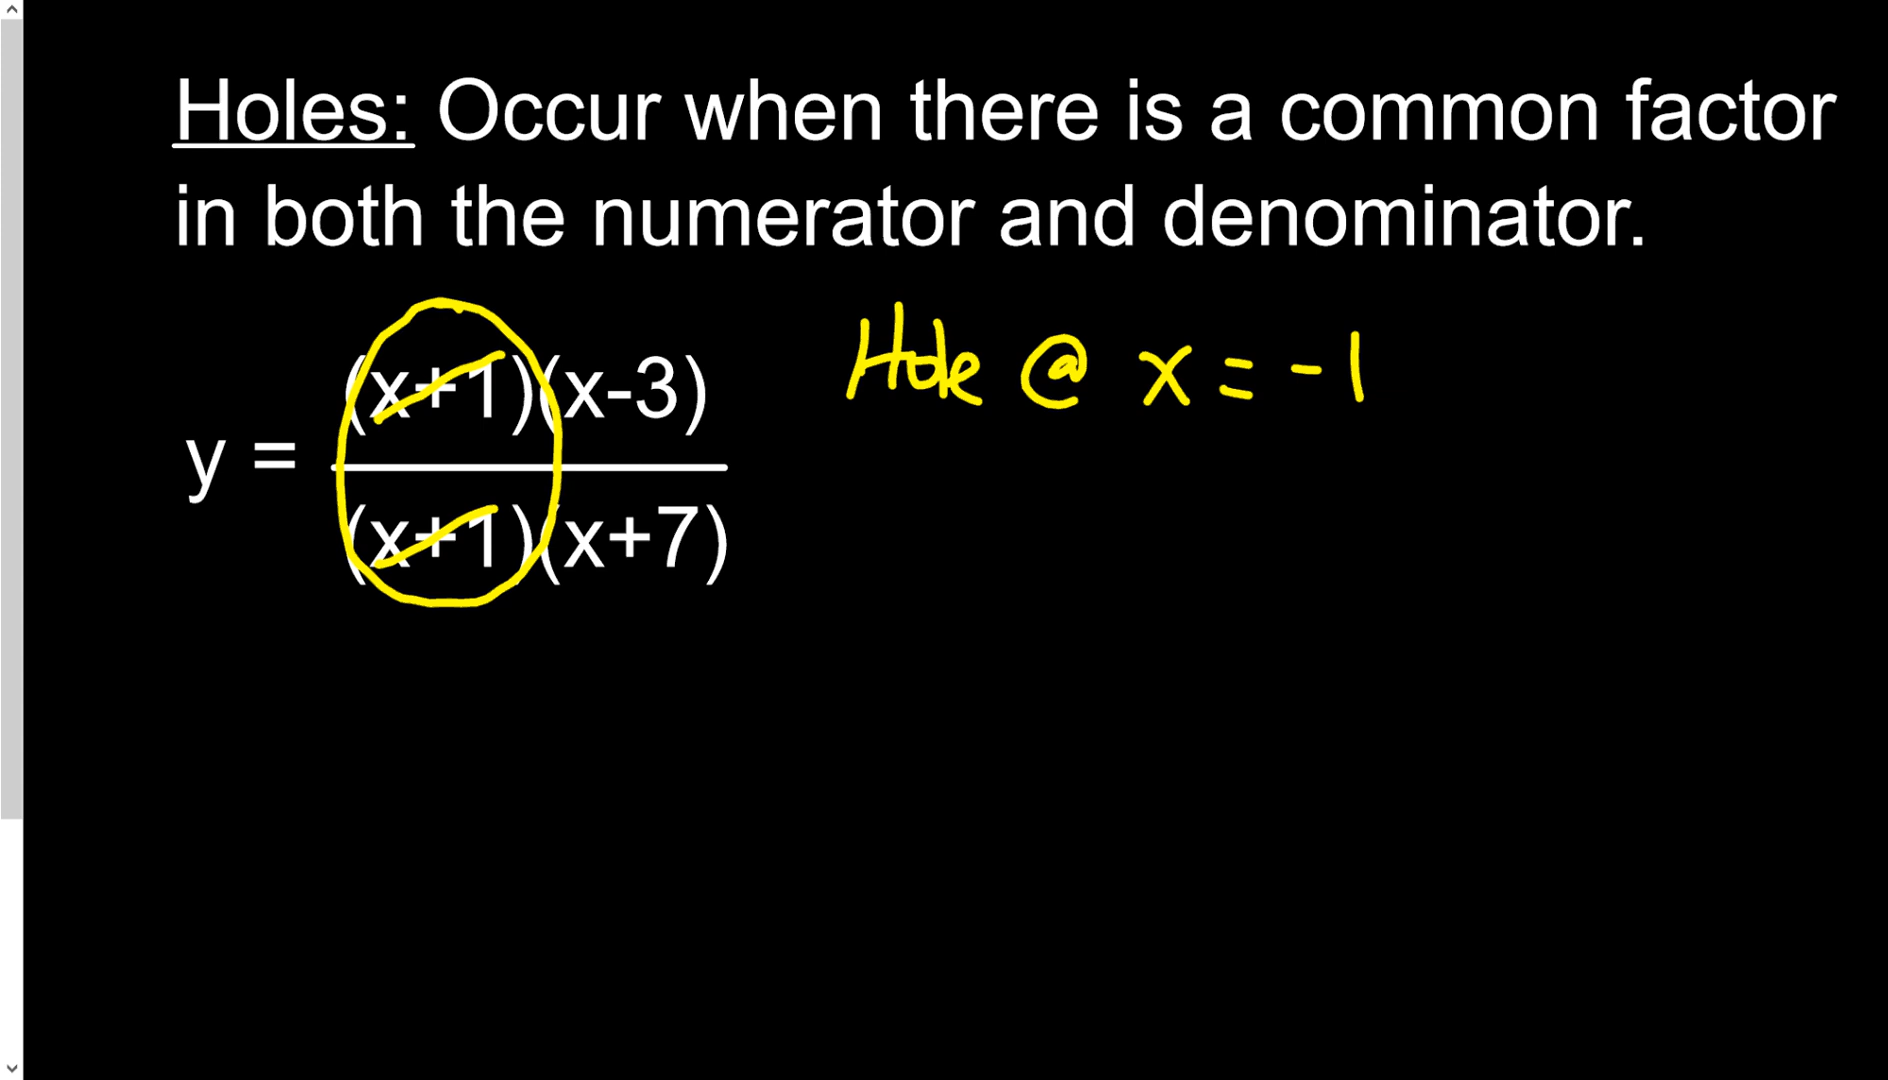 Holes: Occur when there is a common factor
in both the numerator and denominator.
Hole @ x = -1
(x+1)(x-3)
y =
(x+1)(x+7)